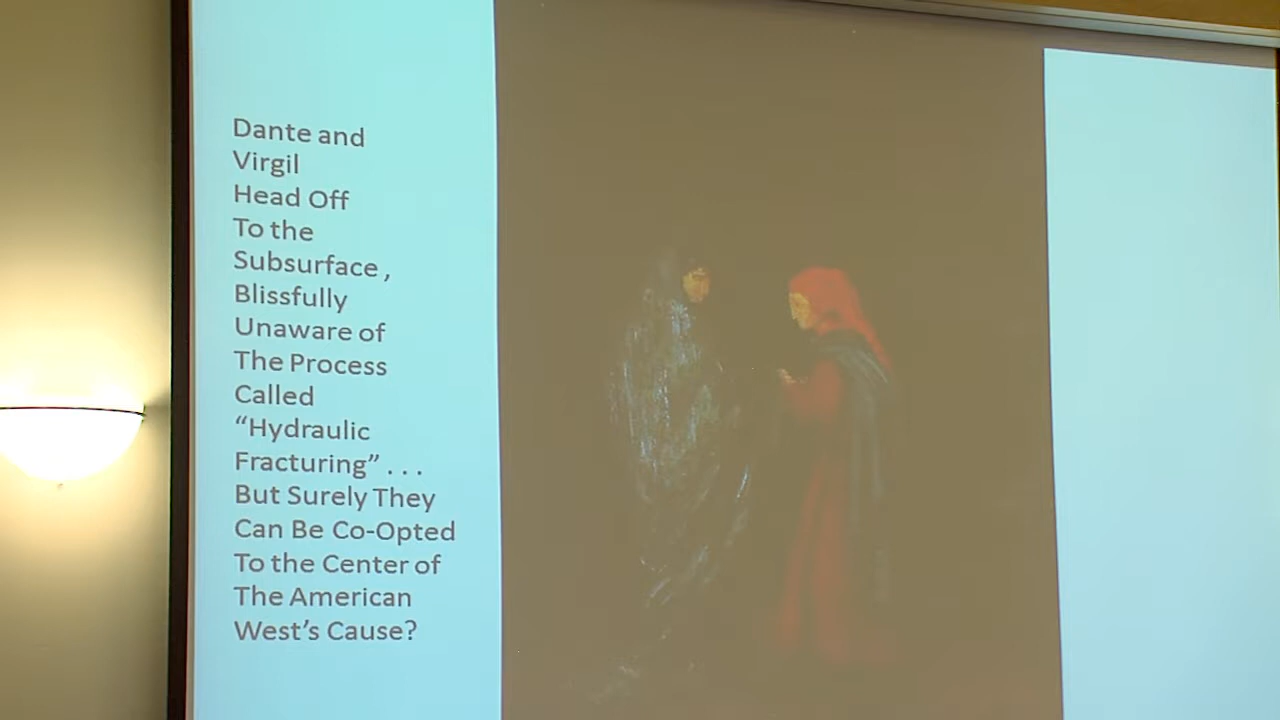 Dante and
Virgil
Head Off
To the
Subsurface ,
Blissfully
Unaware of
The Process
Called
“Hydraulic
Fracturing” . . .
But Surely They
Can Be Co-Opted
To the Center of
The American
West’s Cause?